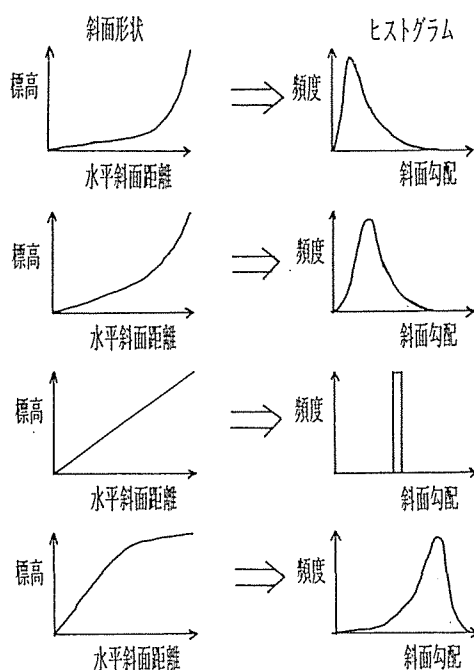 斜面形状
ヒストグラム
標高
水平斜面距離
頻度
斜面勾配
標高
水平斜面距離
頻度
斜面勾配
標高
水平斜面距離
頻度
斜面勾配
標高
水平斜面距離
頻度
斜面勾配